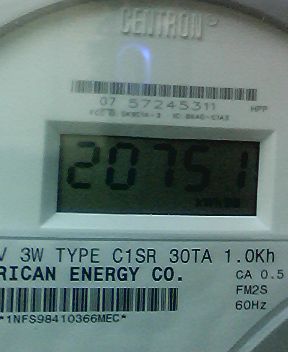 CENTRON®
07 57245311 HPP
20751
V 3W TYPE C1SR 30TA 1.0Kh
RICAN ENERGY CO. CA 0.5
FM2S
60Hz
*1NFS98410366MEC*